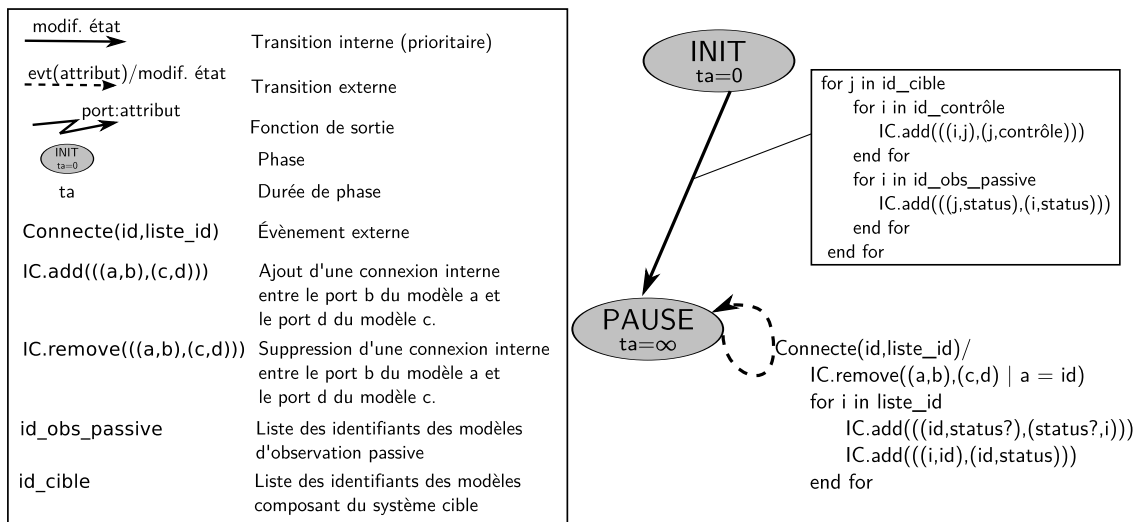 modif. état
Transition interne (prioritaire)
evt(attribut)/modif. état
Transition externe
port:attribut
Fonction de sortie
INIT
ta=0
Phase
ta
Durée de phase
Connecte(id,liste_id)
Évènement externe
IC.add(((a,b),(c,d)))
Ajout d'une connexion interne
entre le port b du modèle a et
le port d du modèle c.
IC.remove(((a,b),(c,d)))
Suppression d'une connexion interne
entre le port b du modèle a et
le port d du modèle c.
id_obs_passive
Liste des identifiants des modèles
d'observation passive
id_cible
Liste des identifiants des modèles
composant du système cible
INIT
ta=0
for j in id_cible
for i in id_contrôle
IC.add(((i,j),(j,contrôle)))
end for
for i in id_obs_passive
IC.add(((j,status),(i,status)))
end for
end for
PAUSE
ta=∞
Connecte(id,liste_id)/
IC.remove((a,b),(c,d) | a = id)
for i in liste_id
IC.add(((id,status?),(status?,i)))
IC.add(((i,id),(id,status)))
end for